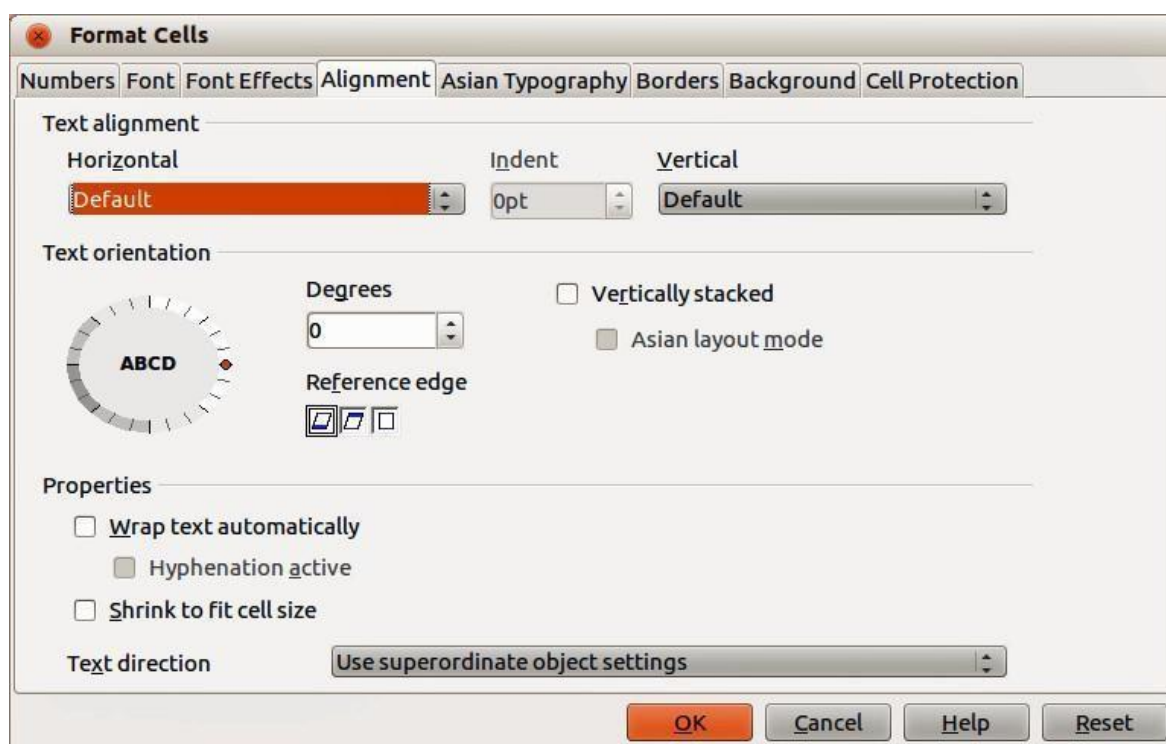 Format Cells
Numbers Font Font Effects Alignment Asian Typography Borders Background Cell Protection
Text alignment
Horizontal Indent Vertical
Default 0pt Default
Text orientation
Degrees Vertically stacked
0 Asian layout mode
ABCD
Reference edge
Properties
Wrap text automatically
Hyphenation active
Shrink to fit cell size
Text direction Use superordinate object settings
OK Cancel Help Reset